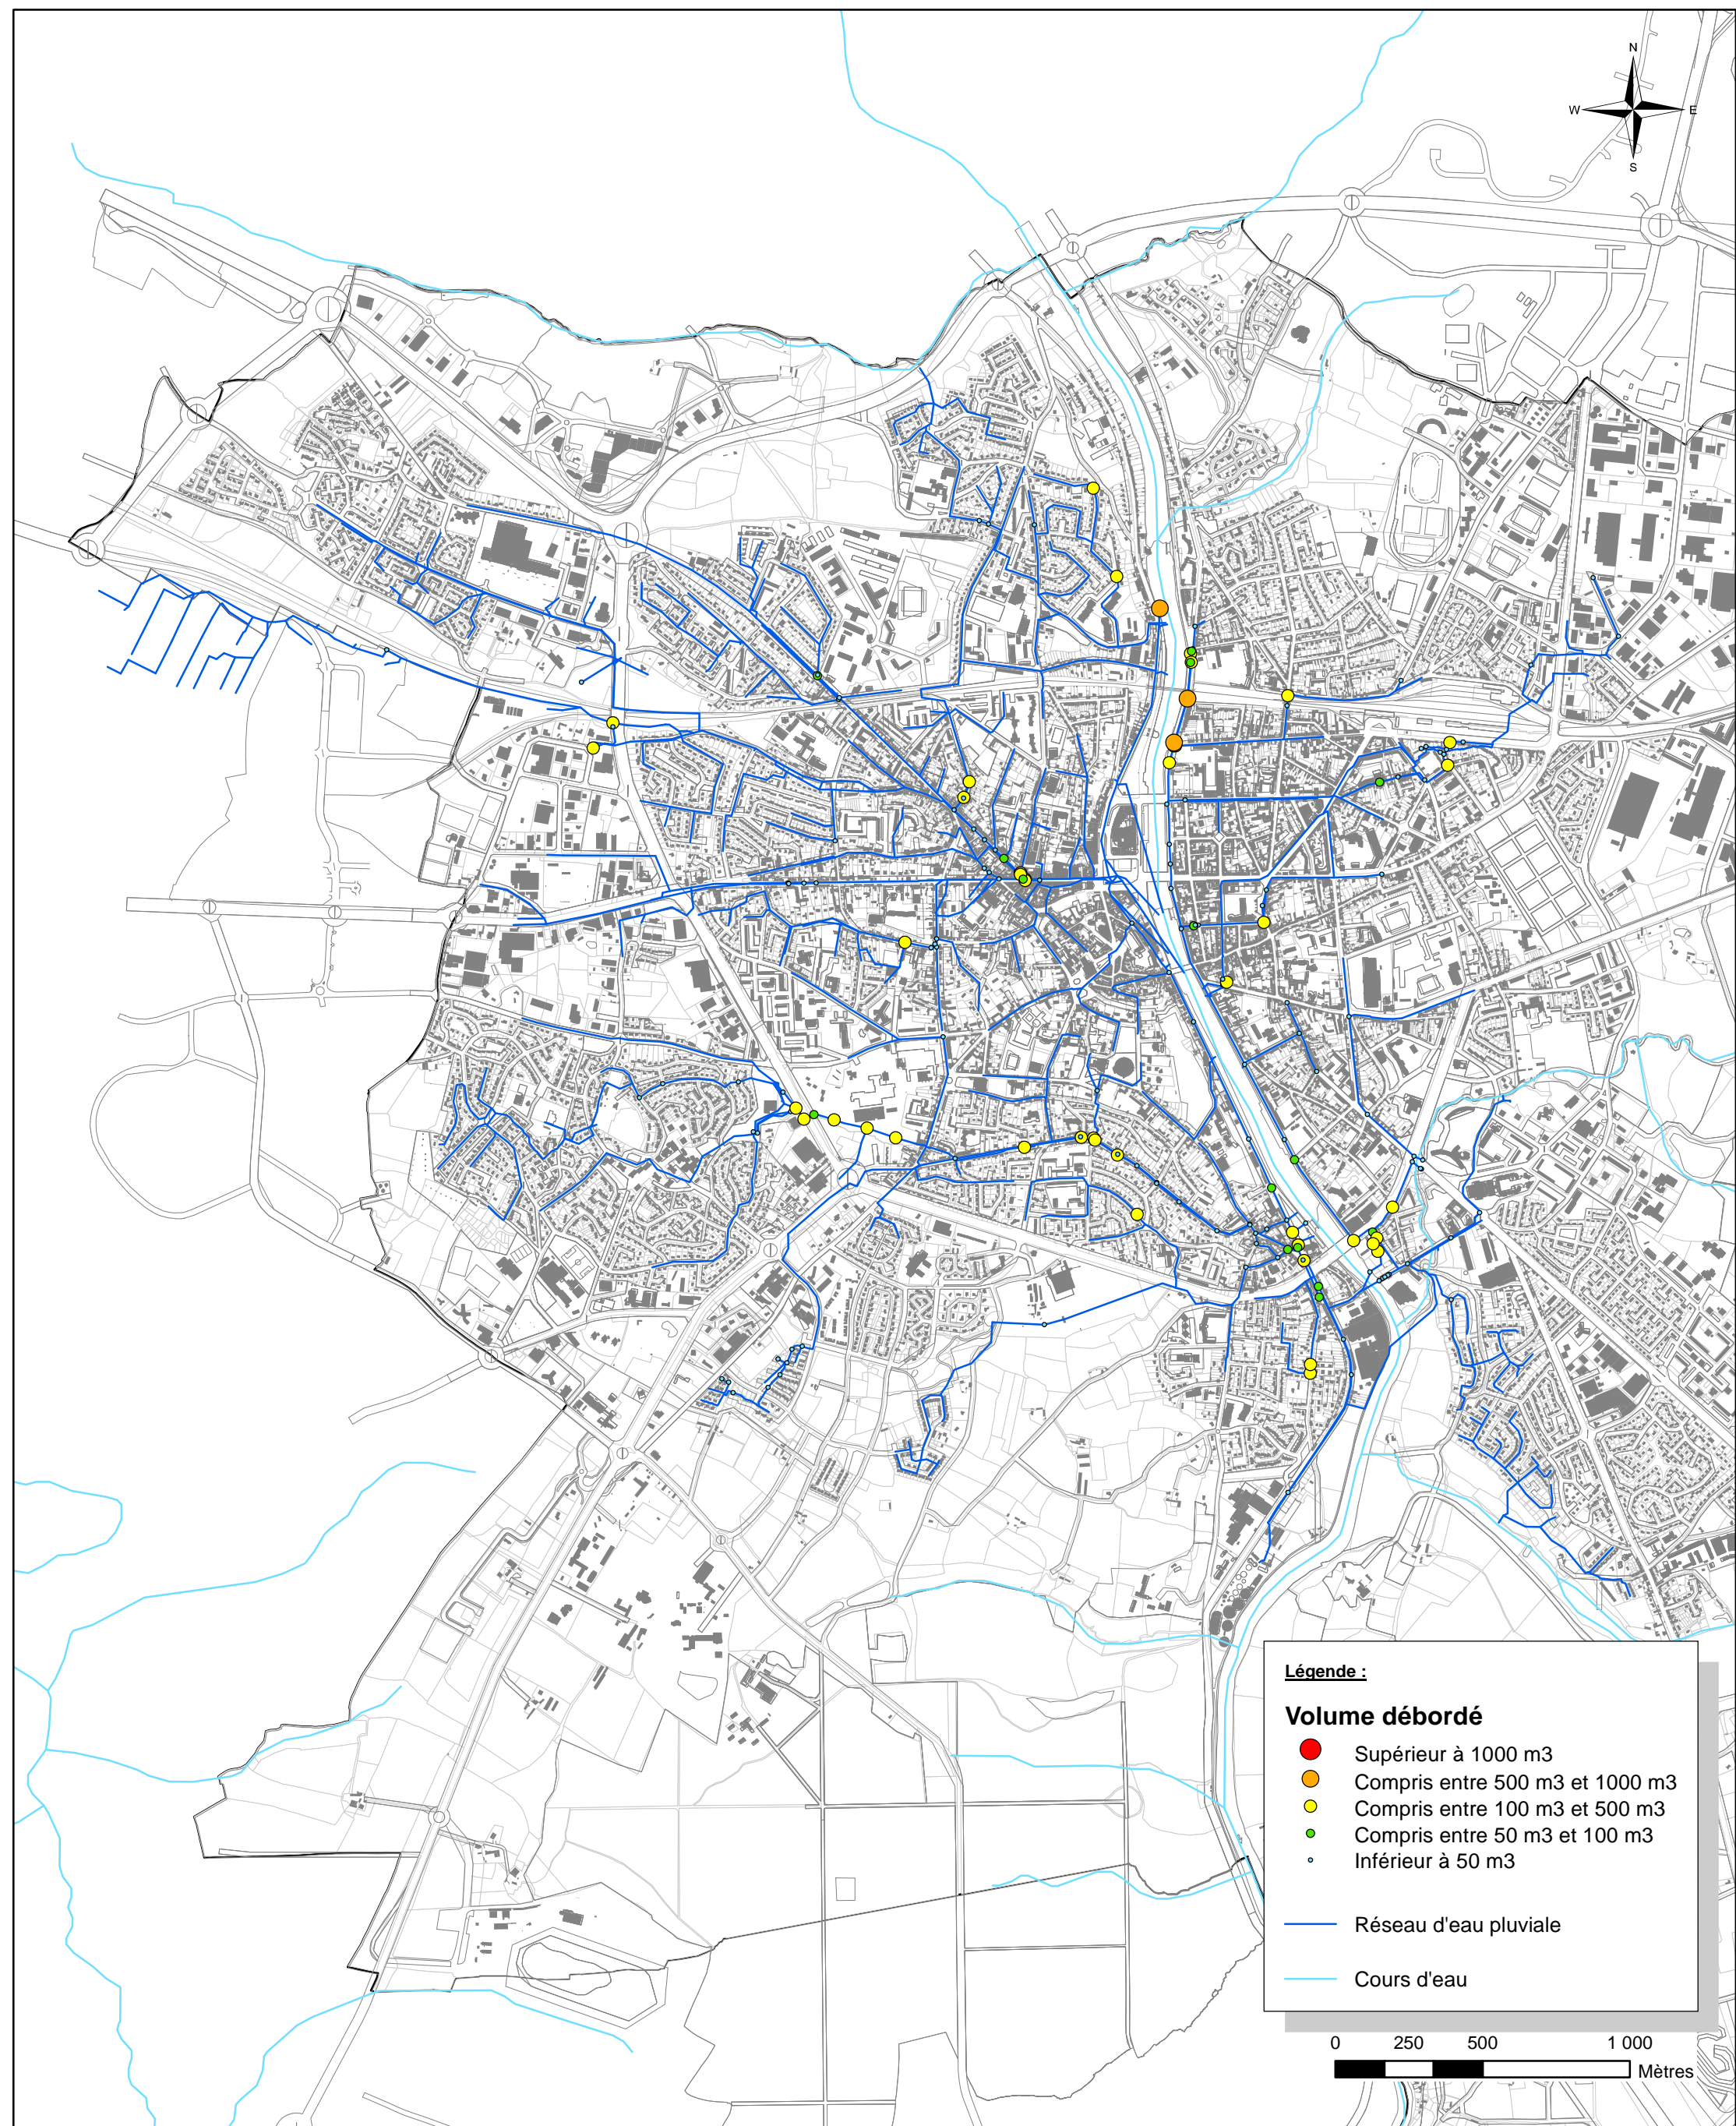 N
W E
S
Légende :
Volume débordé
Supérieur à 1000 m3
Compris entre 500 m3 et 1000 m3
Compris entre 100 m3 et 500 m3
Compris entre 50 m3 et 100 m3
Inférieur à 50 m3
Réseau d'eau pluviale
Cours d'eau
0 250 500 1 000
Mètres